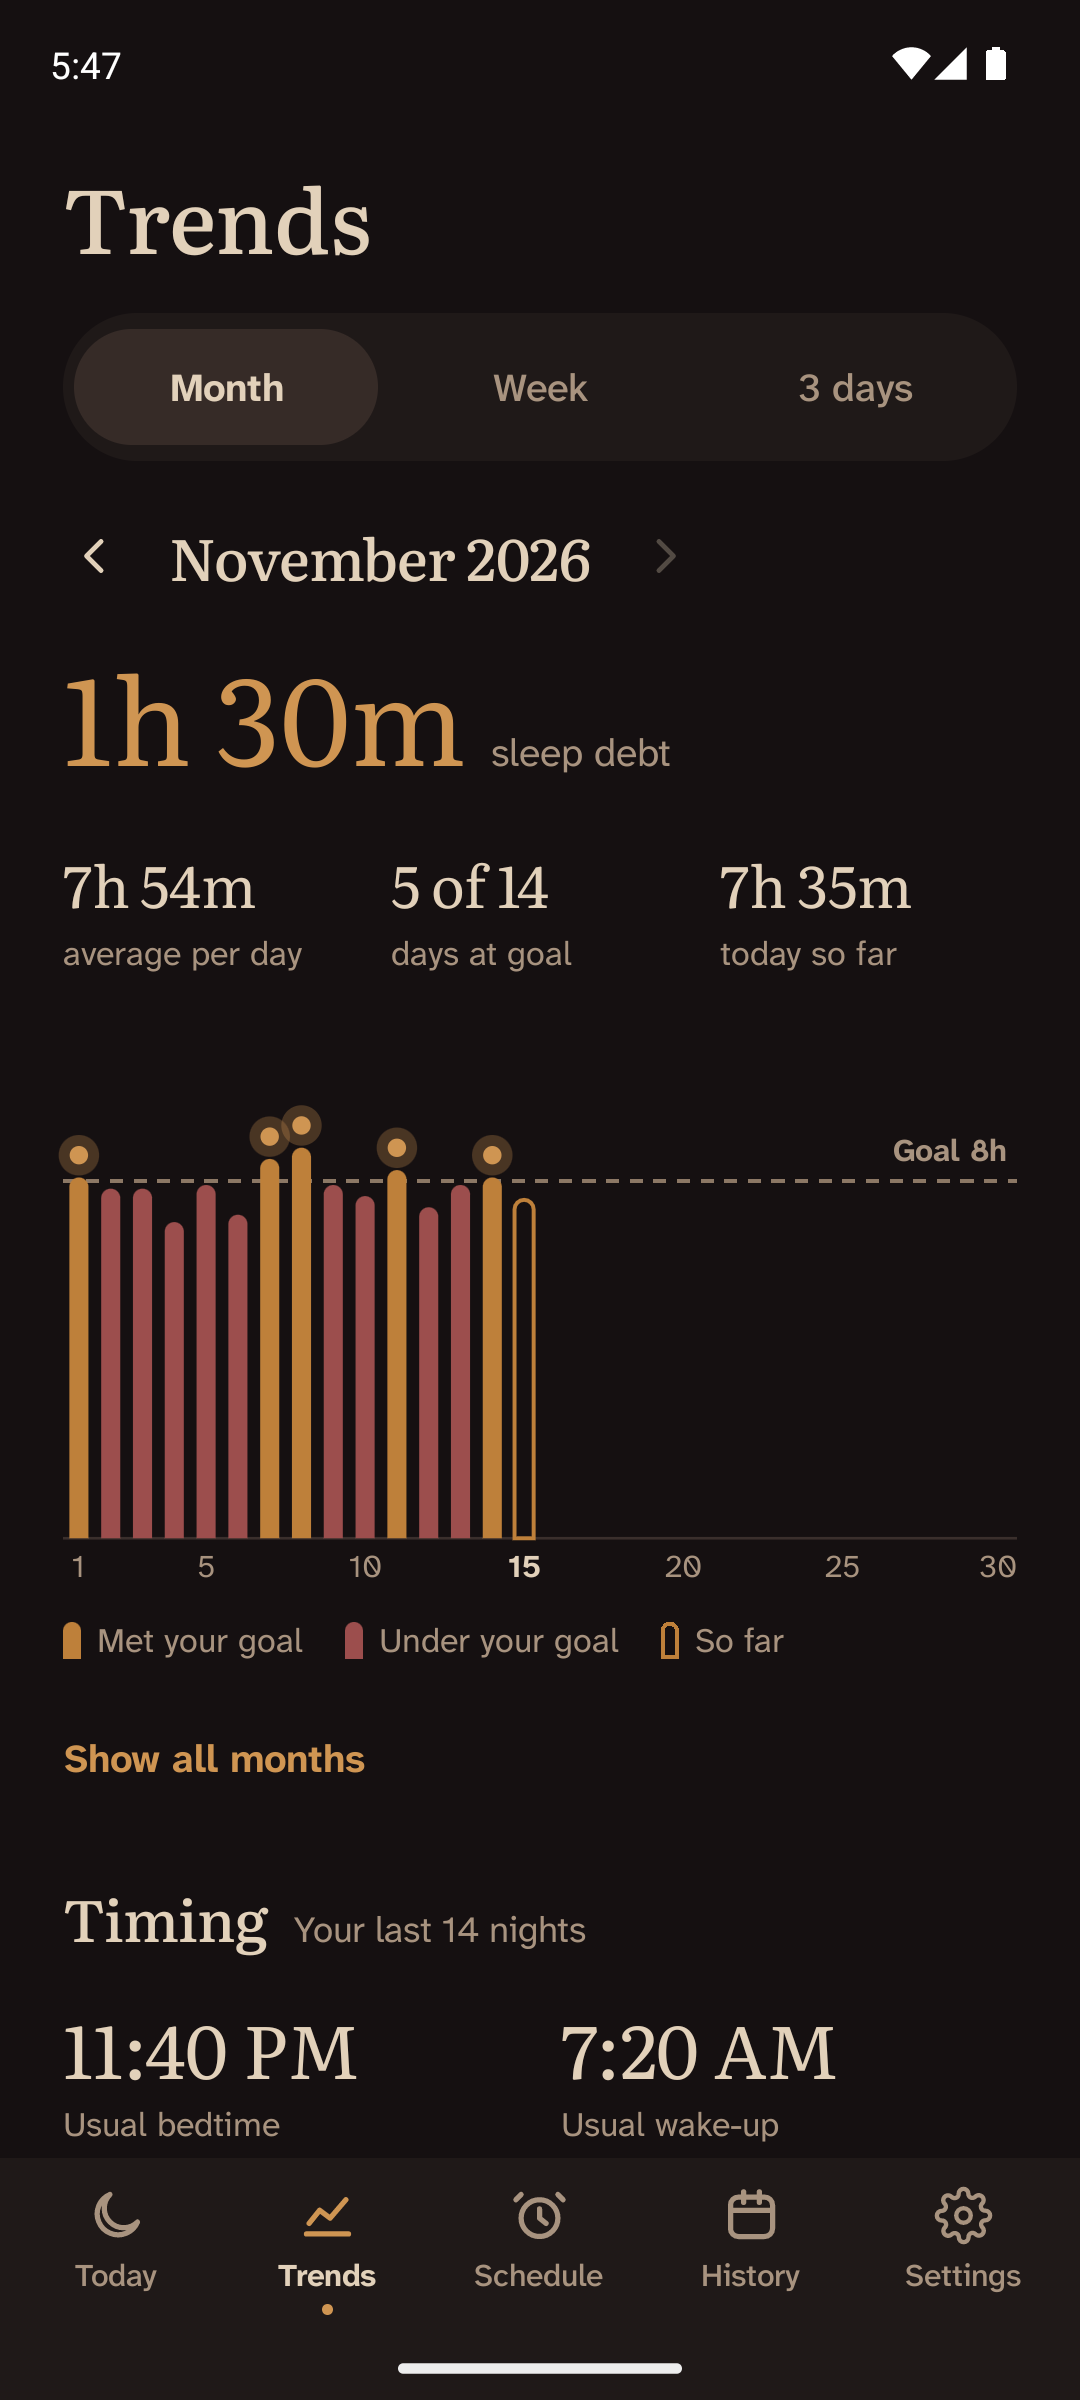 5:47
Trends
Month Week 3 days
November 2026
1h 30m sleep debt
7h 54m 5 of 14 7h 35m
average per day days at goal today so far
Goal 8h
1 5 10 15 20 25 30
Met your goal Under your goal So far
Show all months
Timing Your last 14 nights
11:40 PM 7:20 AM
Usual bedtime Usual wake-up
Today Trends Schedule History Settings